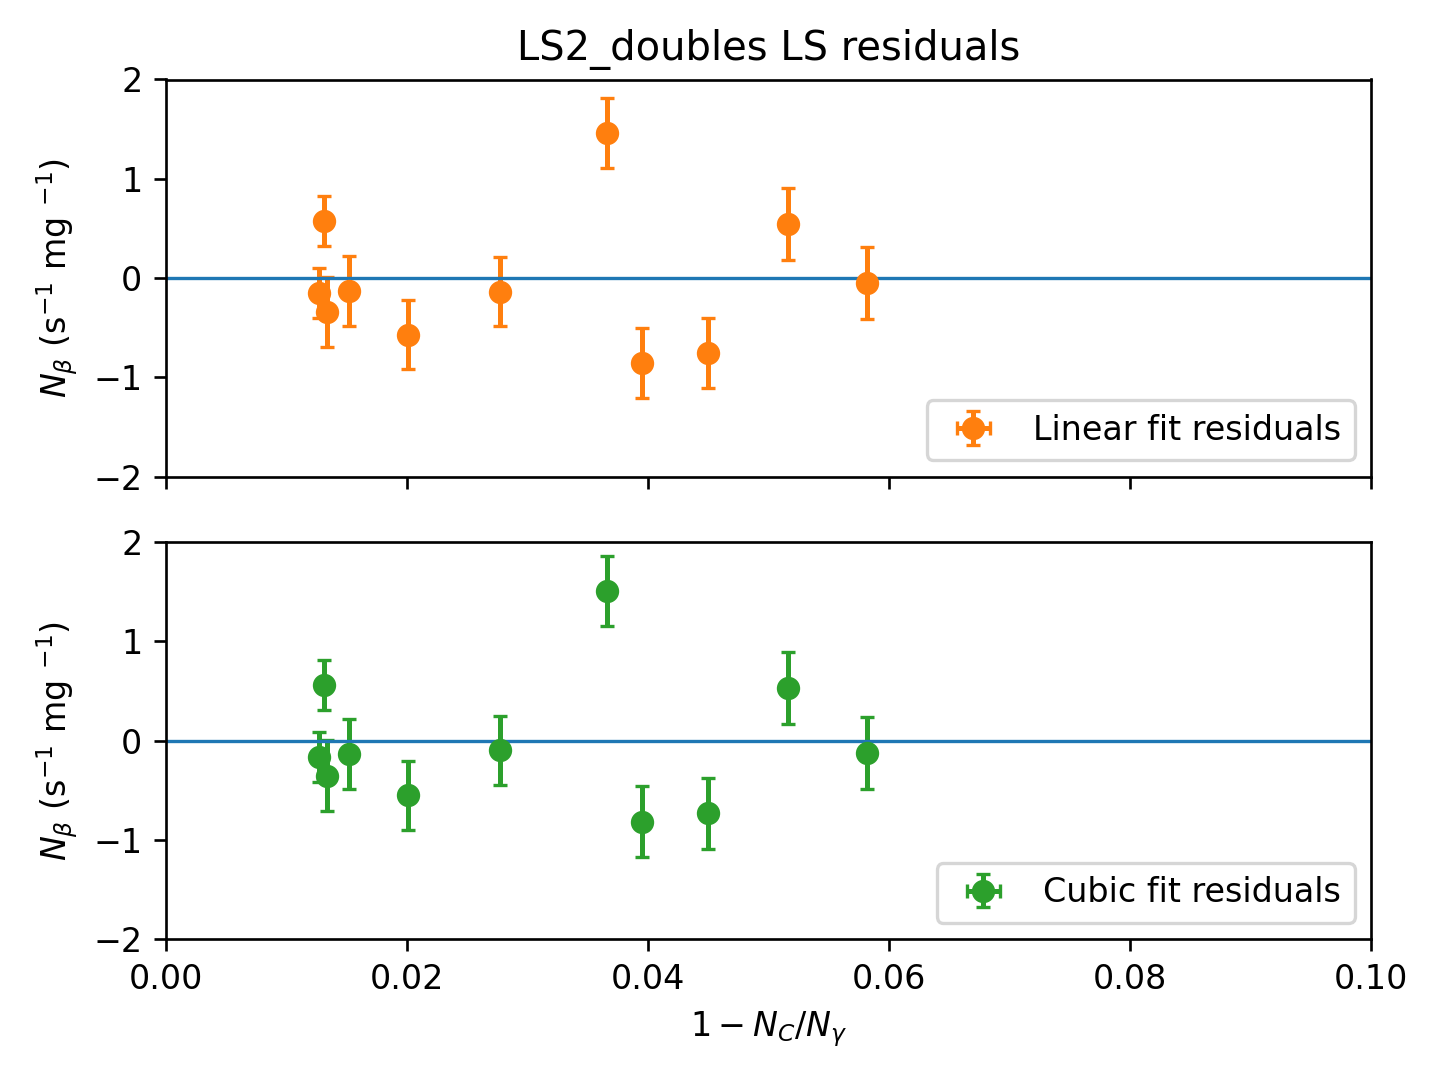 LS2_doubles LS residuals
2
1
0
−1
−2
N_β (s⁻¹ mg ⁻¹)
Linear fit residuals
2
1
0
−1
−2
N_β (s⁻¹ mg ⁻¹)
Cubic fit residuals
0.00 0.02 0.04 0.06 0.08 0.10
1 − N_C/N_γ